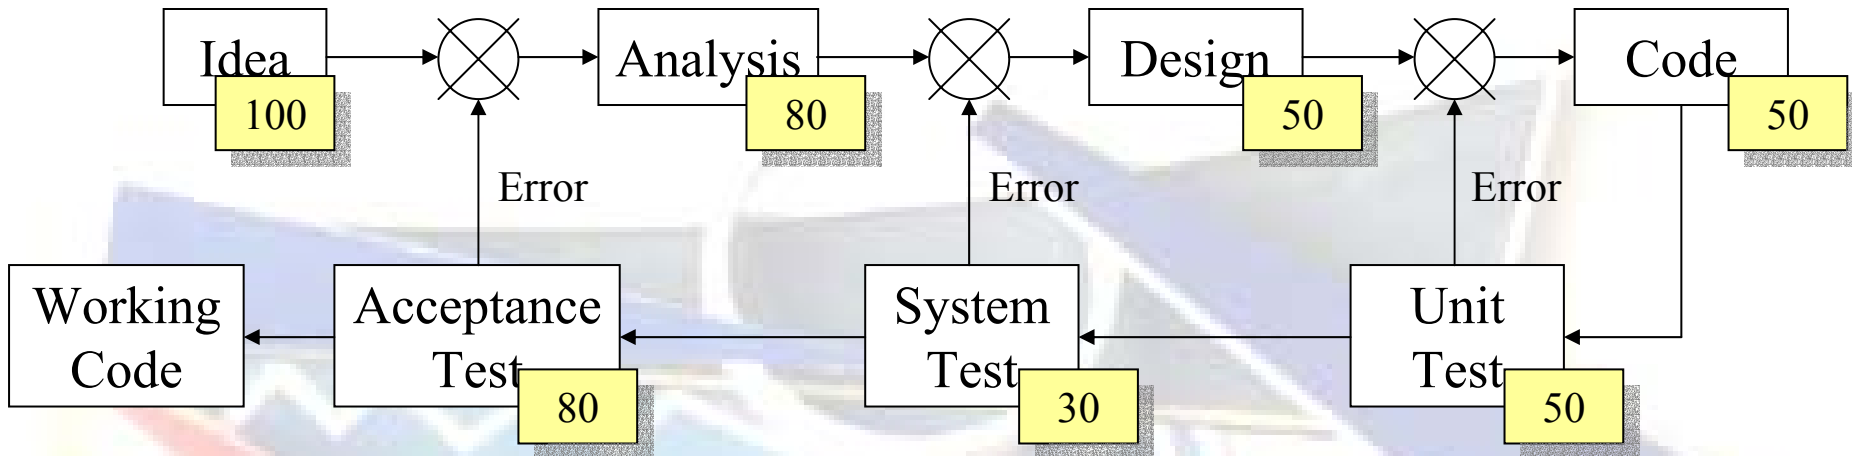 Idea
100
Analysis
80
Design
50
Code
50
Error
Error
Error
Working
Code
Acceptance
Test
80
System
Test
30
Unit
Test
50